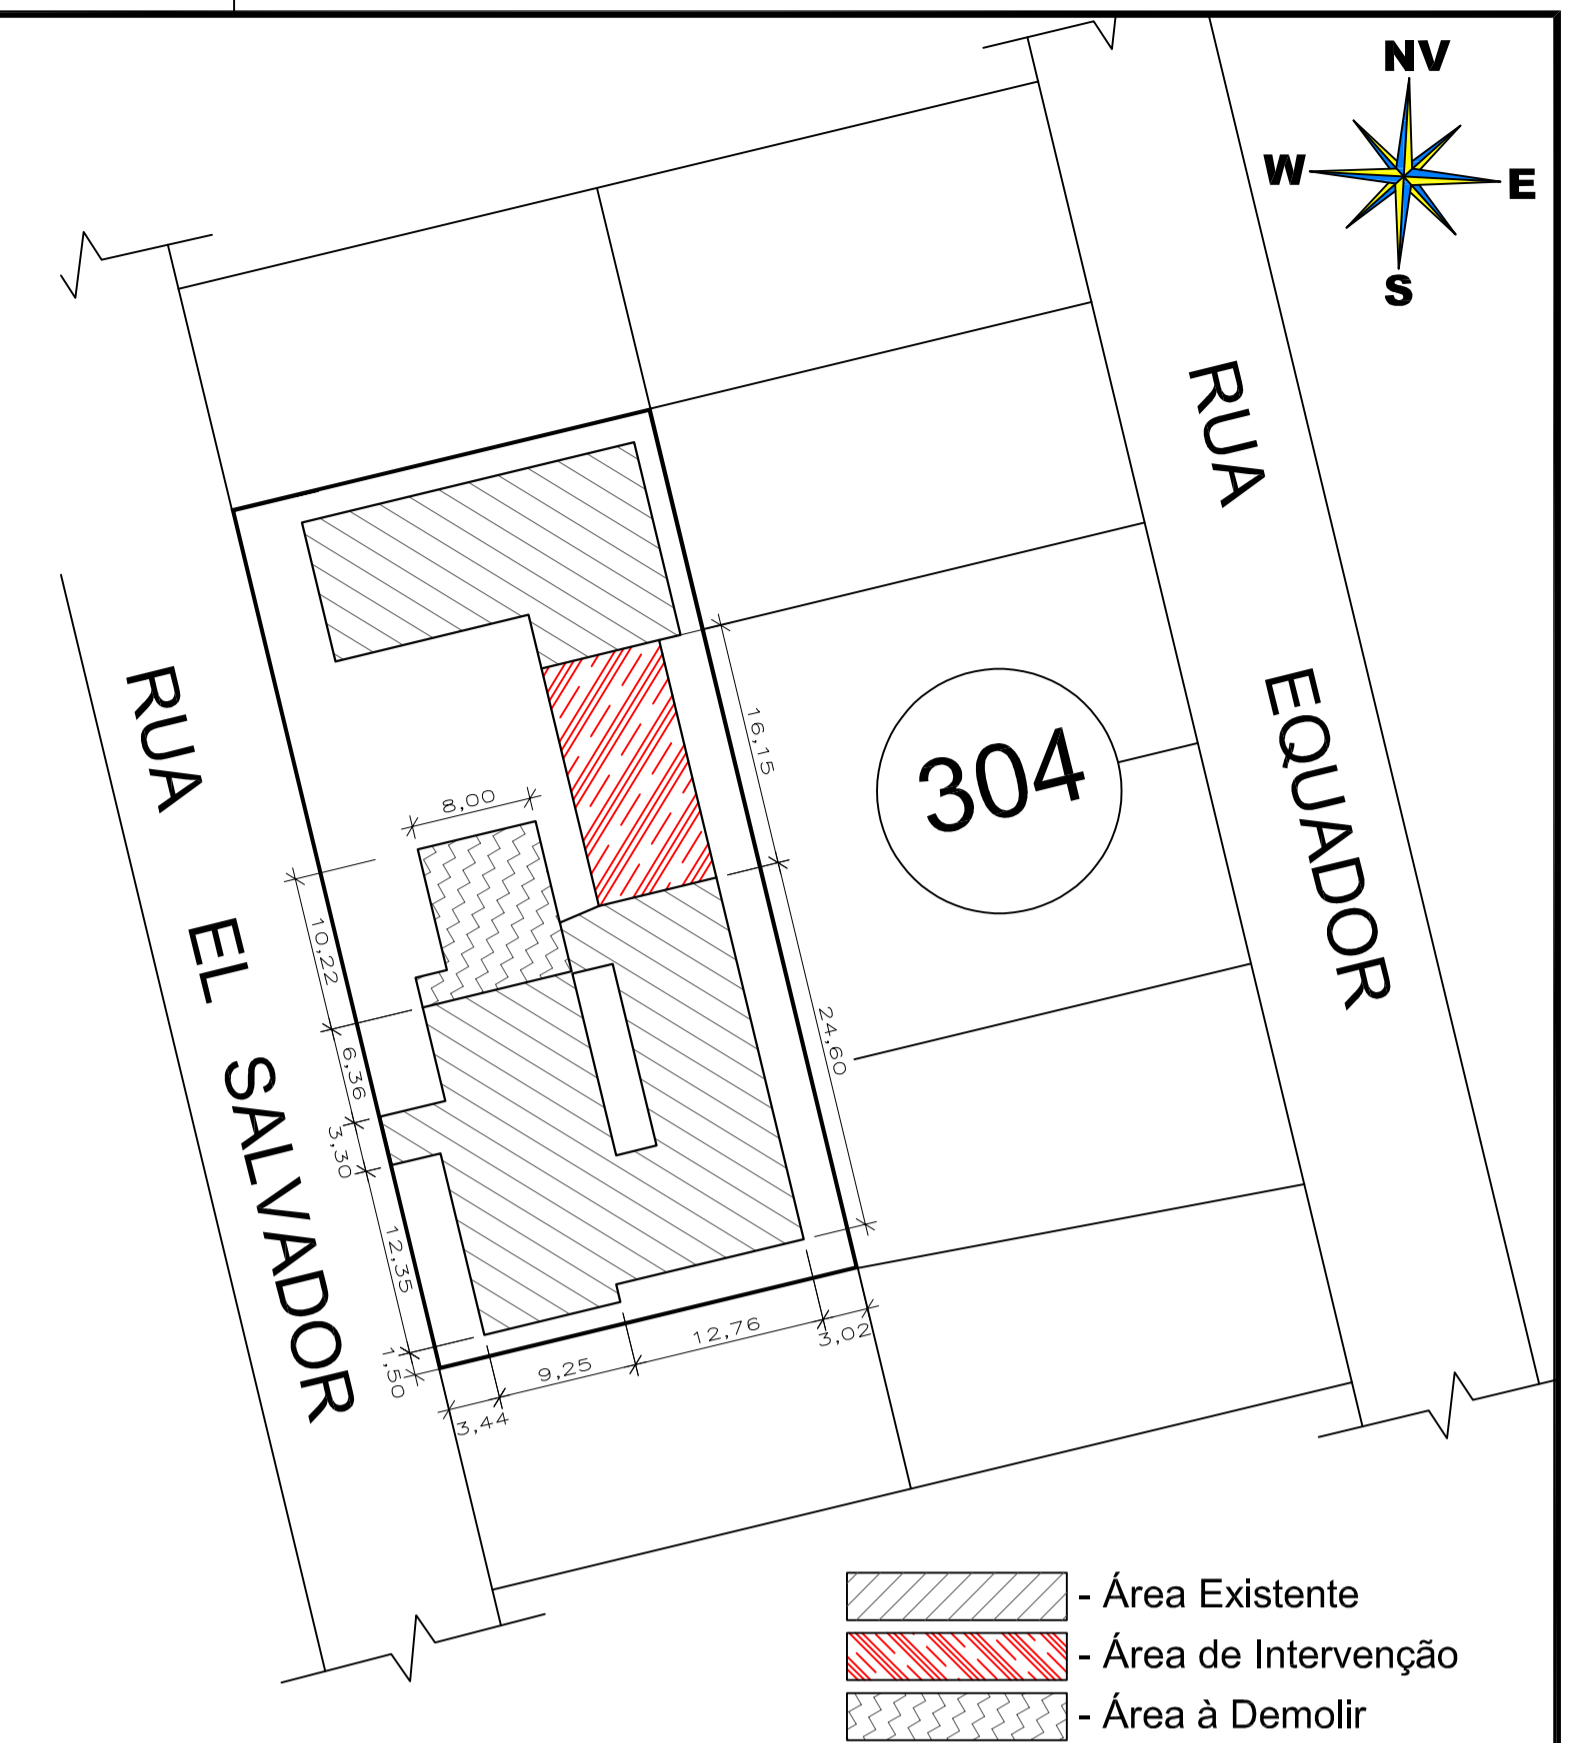 NV
W
E
S
RUA EQUADOR
RUA EL SALVADOR
304
16,15
8,00
10,22
24,60
6,36
3,30
12,35
1,50
3,44
9,25
12,76
3,02
- Área Existente
- Área de Intervenção
- Área à Demolir